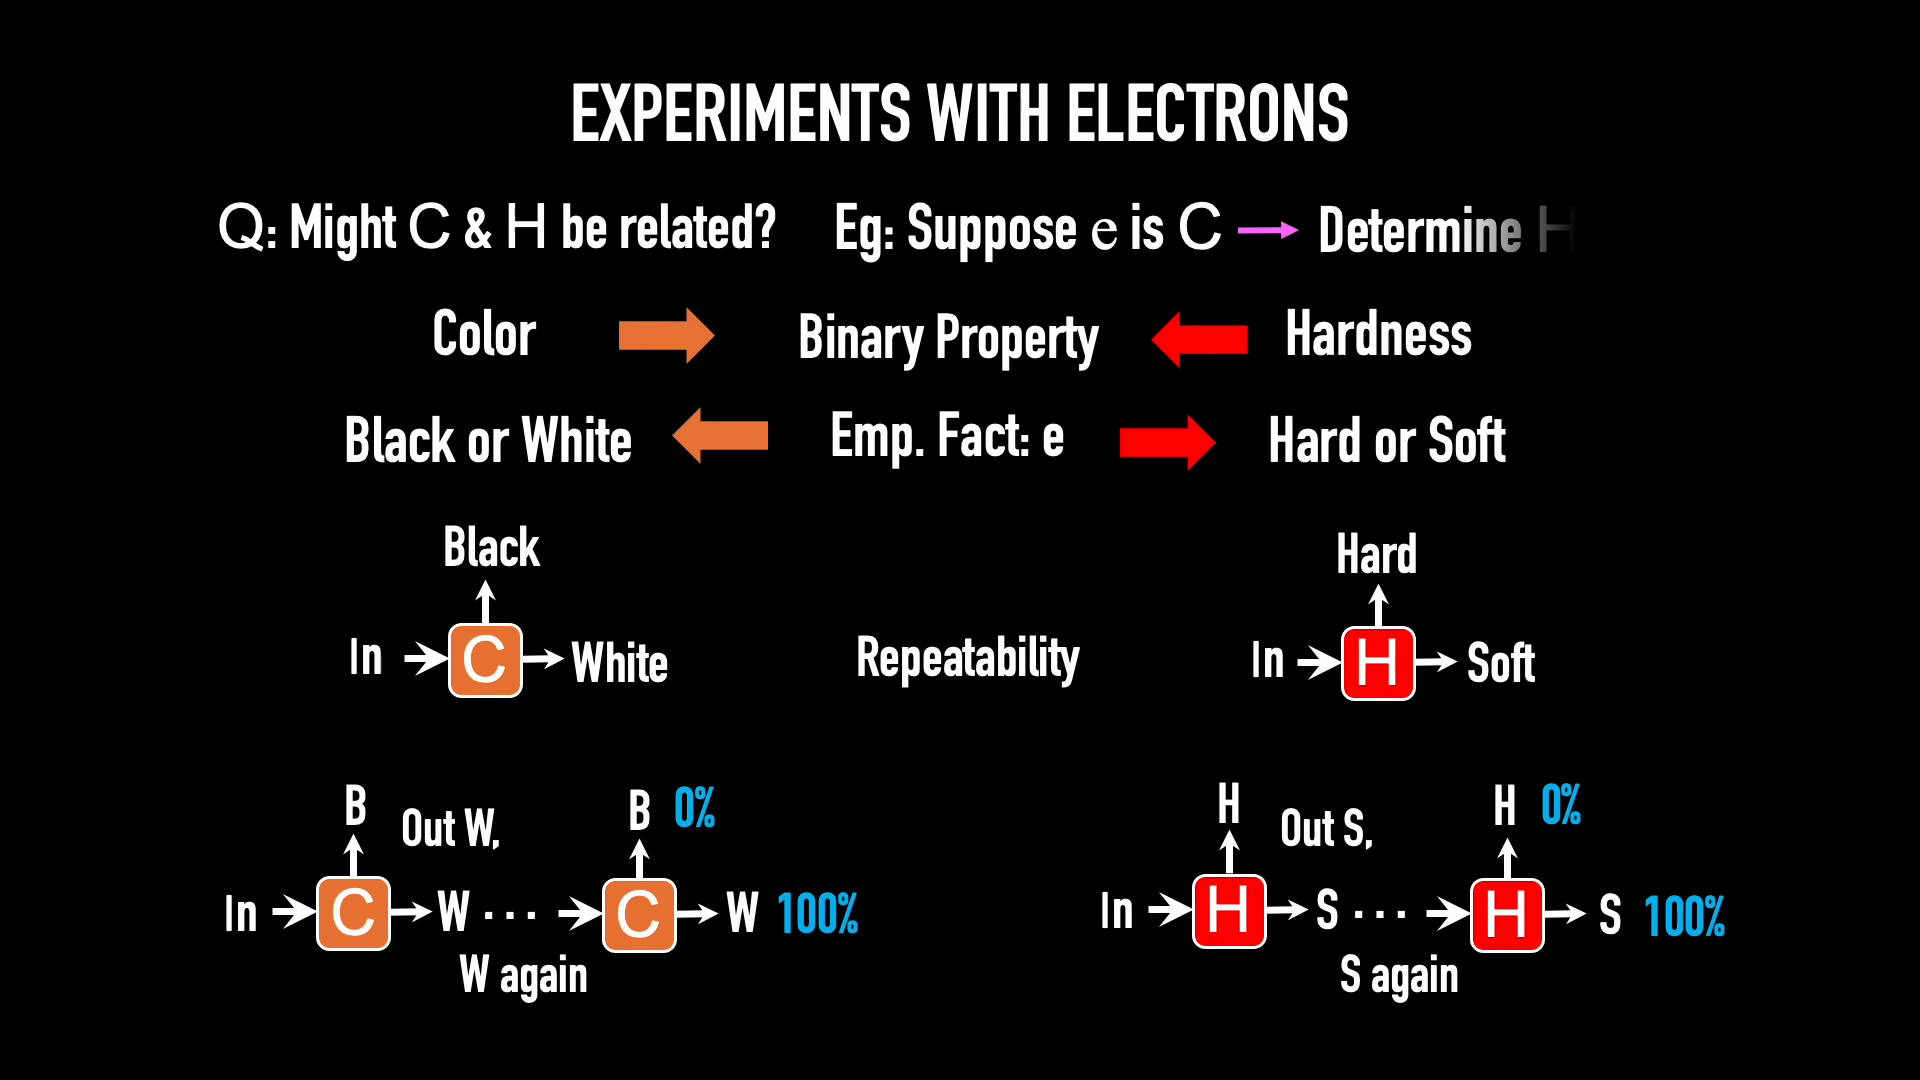 EXPERIMENTS WITH ELECTRONS
Q: Might C & H be related? Eg: Suppose e is C → Determine H
Color Binary Property Hardness
Black or White Emp. Fact: e Hard or Soft
Black Hard
In C White Repeatability In H Soft
B Out W, B 0% H Out S, H 0%
In C W ... C W 100% In H S ... H S 100%
W again S again